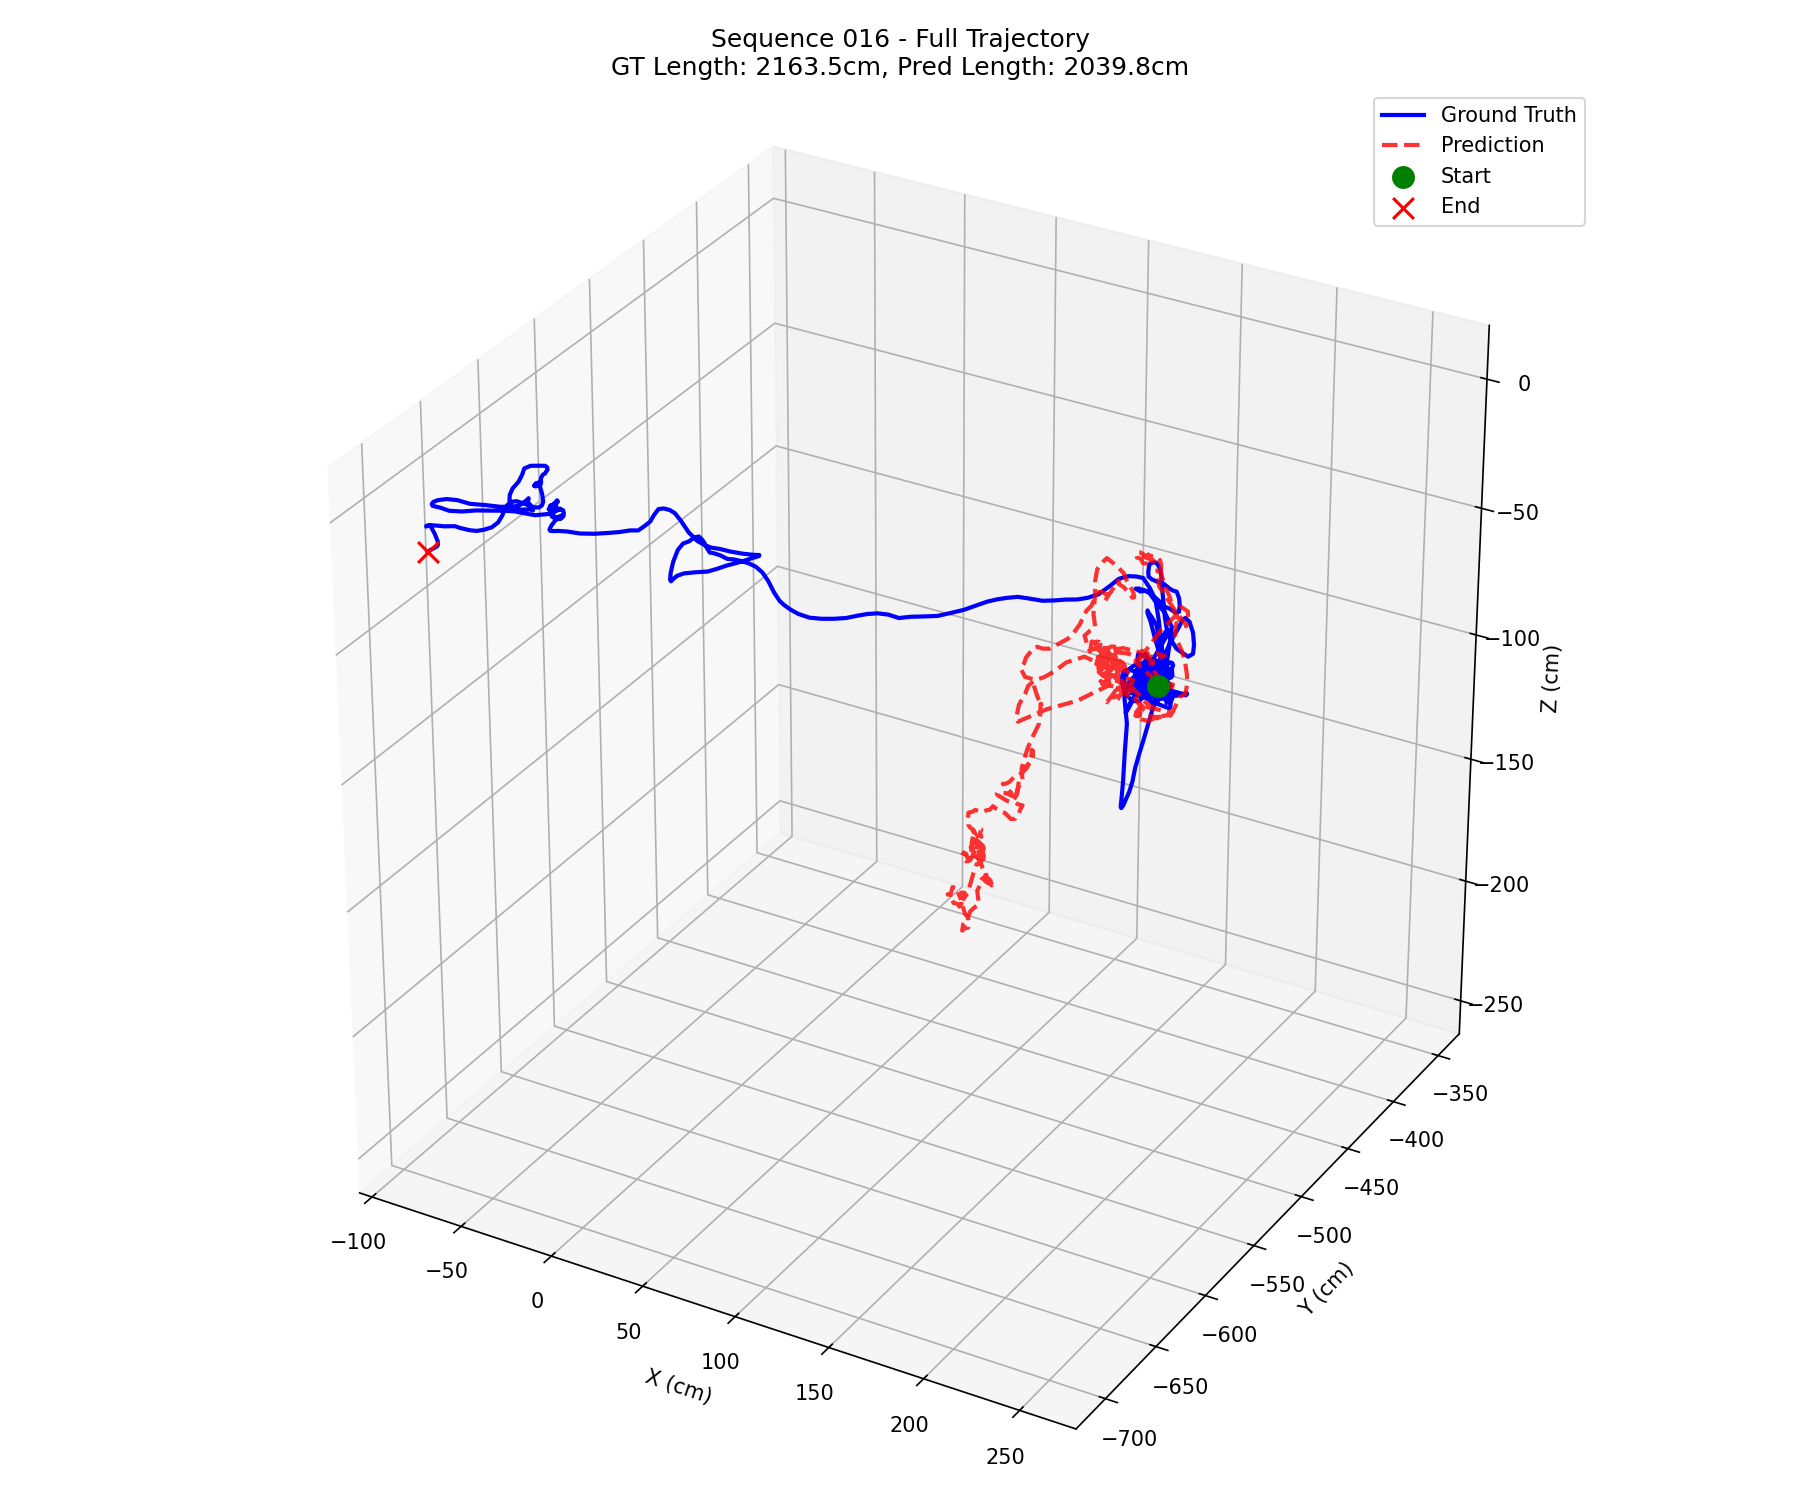 Sequence 016 - Full Trajectory
GT Length: 2163.5cm, Pred Length: 2039.8cm
Ground Truth
Prediction
Start
End
0
−50
−100
−150
−200
−250
Z (cm)
−350
−400
−450
−500
−550
−600
−650
−700
Y (cm)
−100
−50
0
50
100
150
200
250
X (cm)